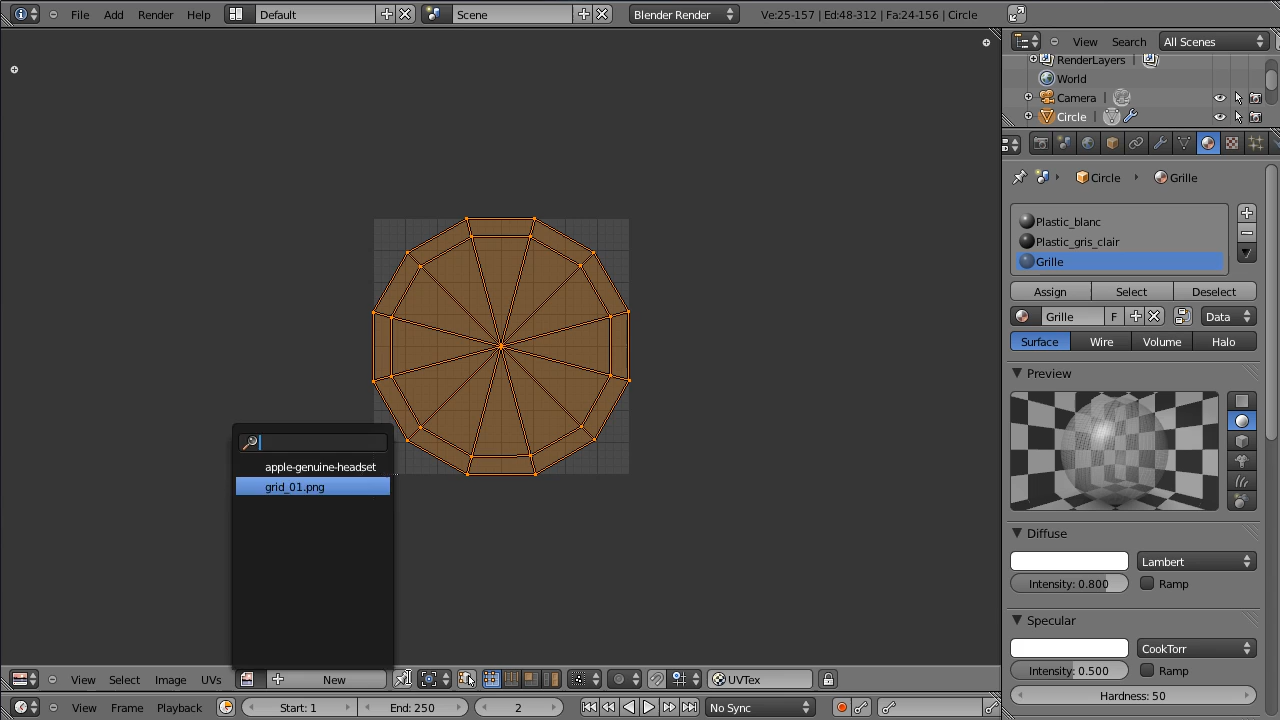 File Add Render Help Default Scene Blender Render Ve:25-157 | Ed:48-312 | Fa:24-156 | Circle
View Search All Scenes
RenderLayers |
World
Camera |
Circle |
Circle Grille
Plastic_blanc
Plastic_gris_clair
Grille
Assign Select Deselect
Grille F Data
Surface Wire Volume Halo
Preview
apple-genuine-headset
grid_01.png
Diffuse
Lambert
Intensity: 0.800 Ramp
Specular
CookTorr
Intensity: 0.500 Ramp
Hardness: 50
View Select Image UVs New UVTex
View Frame Playback Start: 1 End: 250 2 No Sync